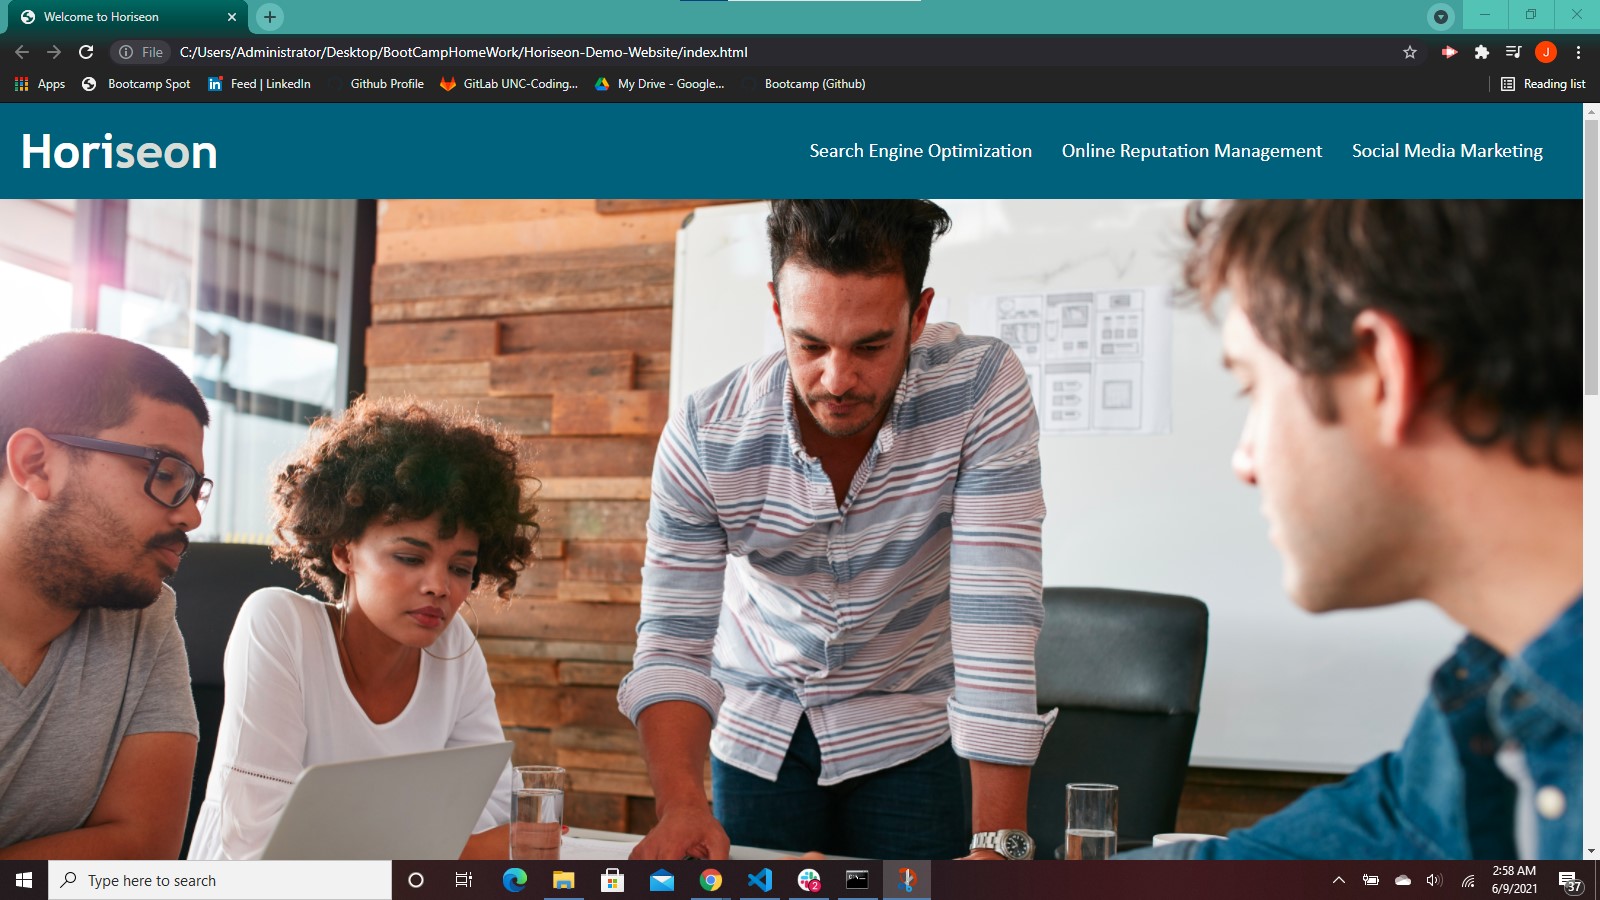 Welcome to Horiseon
File C:/Users/Administrator/Desktop/BootCampHomeWork/Horiseon-Demo-Website/index.html
J
Apps Bootcamp Spot Feed | LinkedIn Github Profile GitLab UNC-Coding... My Drive - Google... Bootcamp (Github) Reading list
Horiseon Search Engine Optimization Online Reputation Management Social Media Marketing
Type here to search
2
2:58 AM
6/9/2021
37